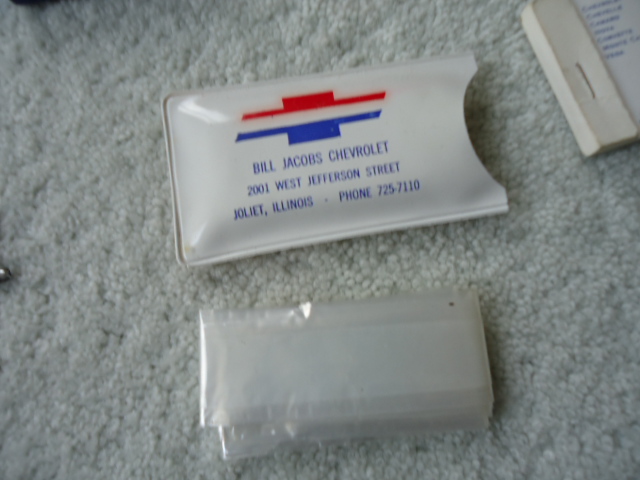 BILL JACOBS CHEVROLET
2001 WEST JEFFERSON STREET
JOLIET, ILLINOIS · PHONE 725-7110